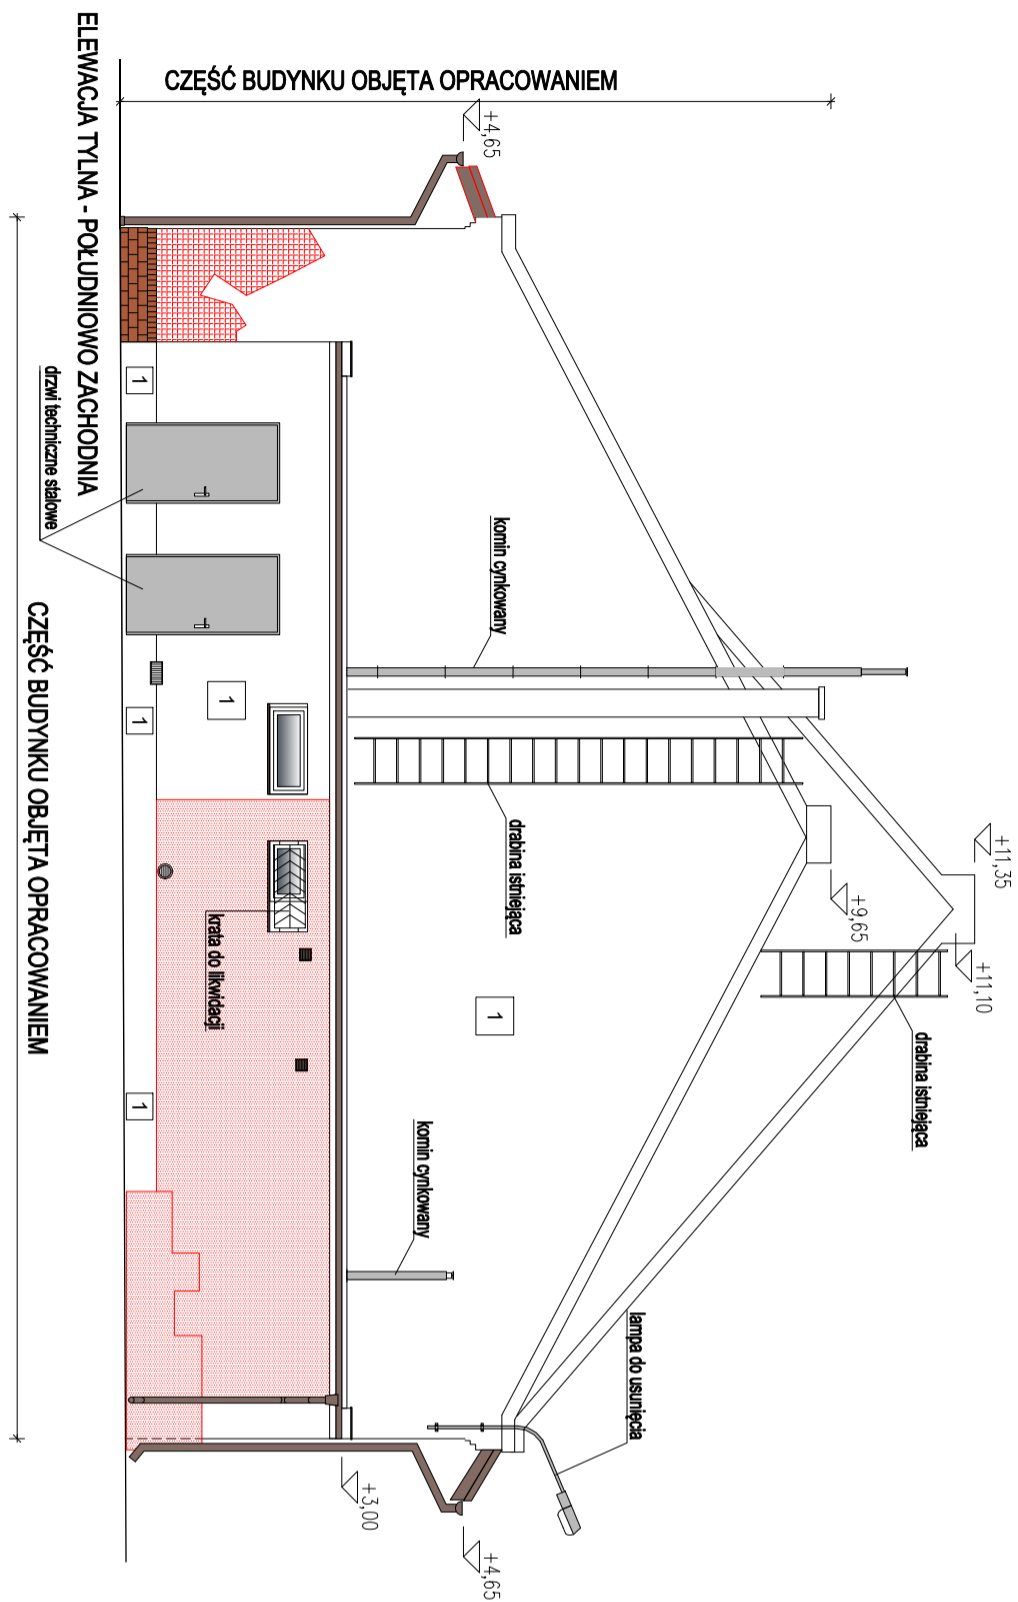 ELEWACJA TYLNA - POŁUDNIOWO ZACHODNIA
CZĘŚĆ BUDYNKU OBJĘTA OPRACOWANIEM
+4,65
+11,35
+9,65
+11,10
drabina istniejąca
komin cynkowany
drabina istniejąca
1
komin cynkowany
lampa do usunięcia
+4,65
+3,00
1
krata do likwidacji
1
1
1
drzwi techniczne stalowe
CZĘŚĆ BUDYNKU OBJĘTA OPRACOWANIEM